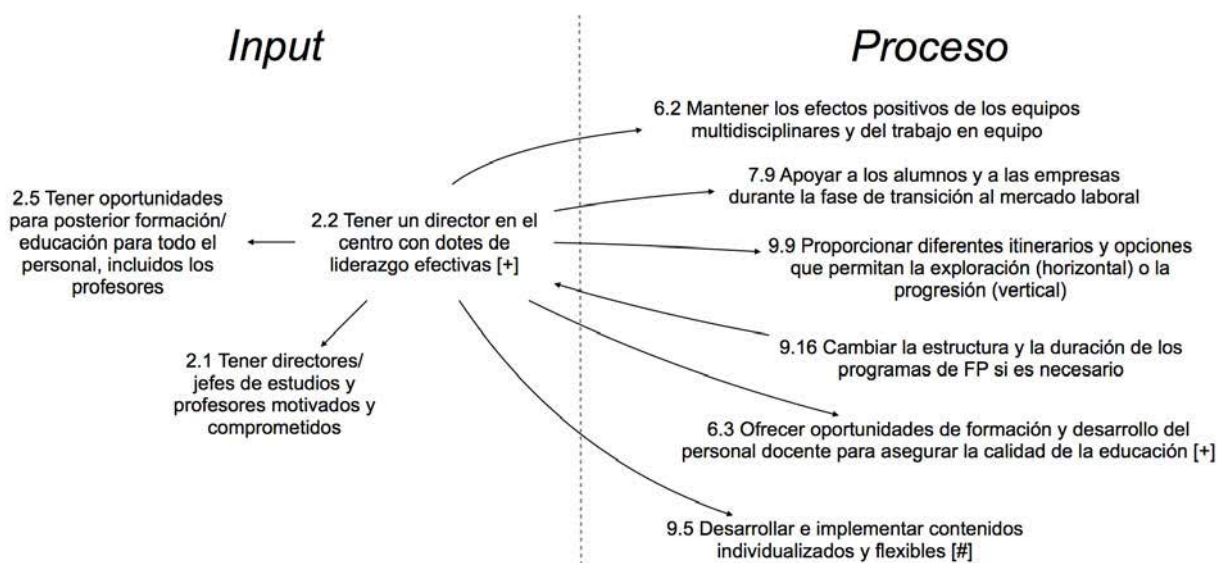 Input
Proceso
6.2 Mantener los efectos positivos de los equipos
multidisciplinares y del trabajo en equipo
7.9 Apoyar a los alumnos y a las empresas
durante la fase de transición al mercado laboral
2.5 Tener oportunidades
para posterior formación/
educación para todo el
personal, incluidos los
profesores
2.2 Tener un director en el
centro con dotes de
liderazgo efectivas [+]
9.9 Proporcionar diferentes itinerarios y opciones
que permitan la exploración (horizontal) o la
progresión (vertical)
9.16 Cambiar la estructura y la duración de los
programas de FP si es necesario
2.1 Tener directores/
jefes de estudios y
profesores motivados y
comprometidos
6.3 Ofrecer oportunidades de formación y desarrollo del
personal docente para asegurar la calidad de la educación [+]
9.5 Desarrollar e implementar contenidos
individualizados y flexibles [#]